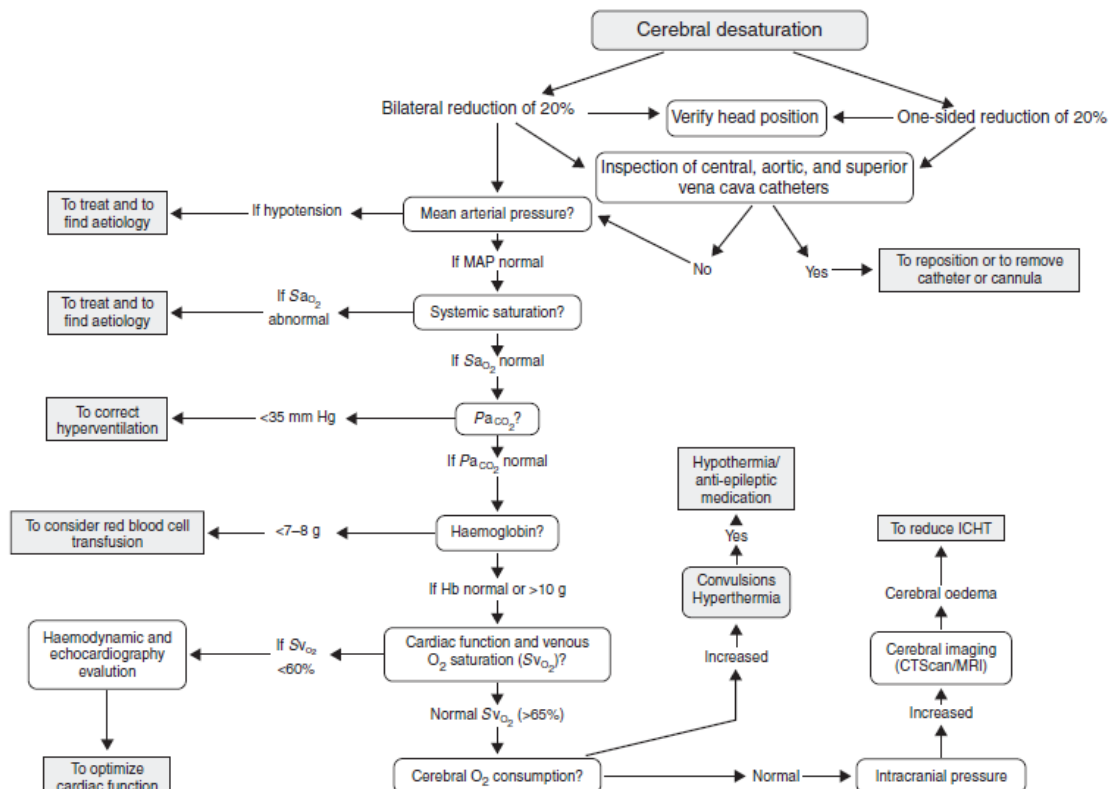 Cerebral desaturation
Bilateral reduction of 20%
Verify head position
One-sided reduction of 20%
Inspection of central, aortic, and superior
vena cava catheters
To treat and to
find aetiology
If hypotension
Mean arterial pressure?
If MAP normal
No
Yes
To reposition or to remove
catheter or cannula
To treat and to
find aetiology
If SaO₂
abnormal
Systemic saturation?
If SaO₂ normal
To correct
hyperventilation
<35 mm Hg
PaCO₂?
If PaCO₂ normal
Hypothermia/
anti-epileptic
medication
Yes
To consider red blood cell
transfusion
<7–8 g
Haemoglobin?
To reduce ICHT
If Hb normal or >10 g
Convulsions
Hyperthermia
Cerebral oedema
Haemodynamic and
echocardiography
evalution
If SvO₂
<60%
Cardiac function and venous
O₂ saturation (SvO₂)?
Increased
Cerebral imaging
(CTScan/MRI)
Normal SvO₂ (>65%)
Increased
To optimize
cardiac function
Cerebral O₂ consumption?
Normal
Intracranial pressure